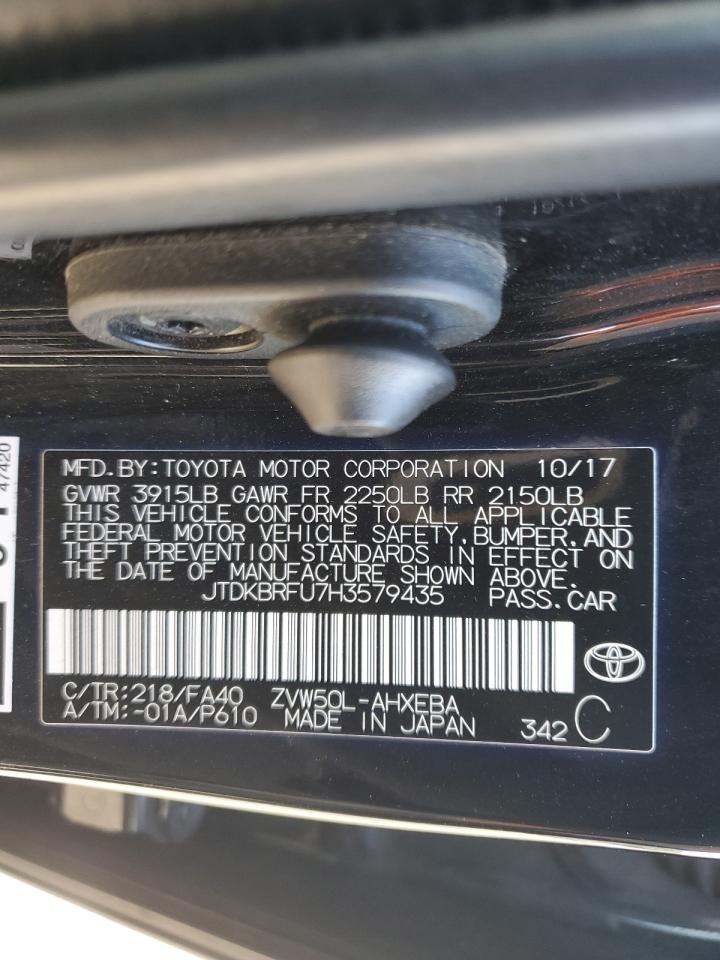 MFD.BY:TOYOTA MOTOR CORPORATION 10/17
GVWR 3915LB GAWR FR 2250LB RR 2150LB
THIS VEHICLE CONFORMS TO ALL APPLICABLE
FEDERAL MOTOR VEHICLE SAFETY,BUMPER,AND
THEFT PREVENTION STANDARDS IN EFFECT ON
THE DATE OF MANUFACTURE SHOWN ABOVE.
JTDKBRFU7H3579435 PASS.CAR
C/TR:218/FA40 ZVW50L-AHXEBA
A/TM:-01A/P610 MADE IN JAPAN 342 C
47420